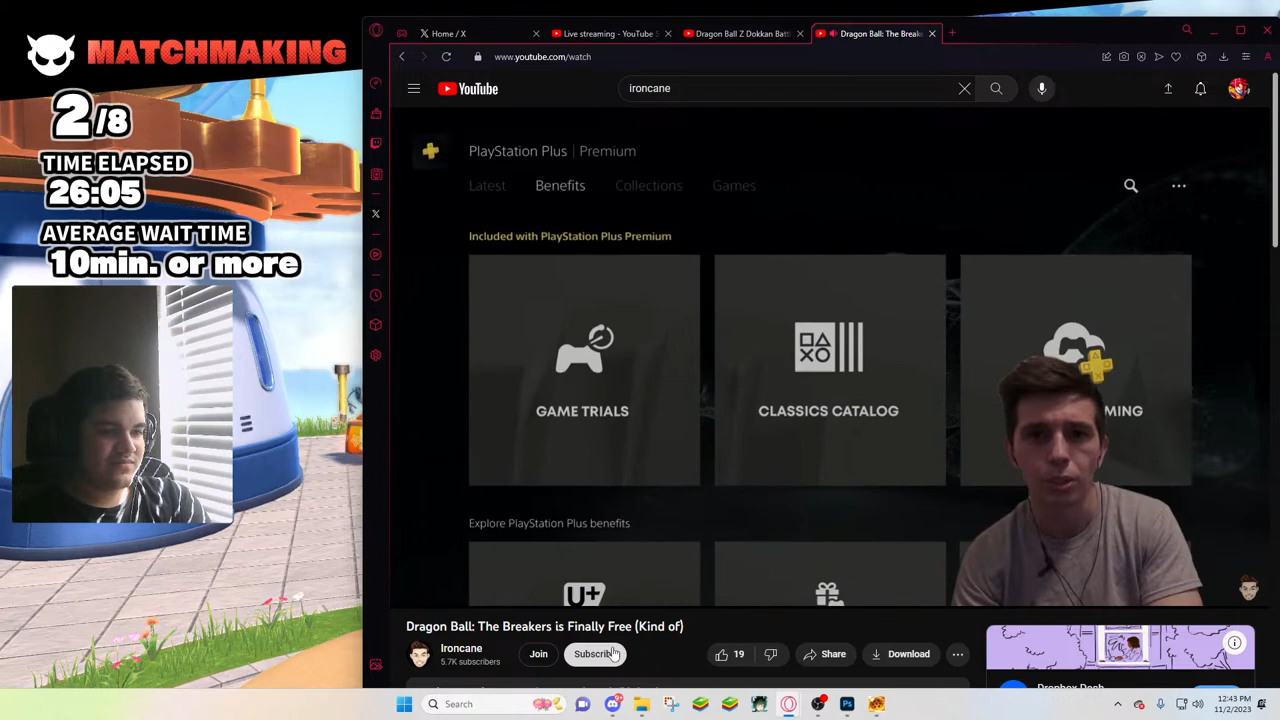 MATCHMAKING
2/8
TIME ELAPSED
26:05
AVERAGE WAIT TIME
10min. or more
Home / X
Live streaming - YouTube S
Dragon Ball Z Dokkan Batt
Dragon Ball: The Break
www.youtube.com/watch
YouTube
ironcane
PlayStation Plus | Premium
Latest
Benefits
Collections
Games
Included with PlayStation Plus Premium
GAME TRIALS
CLASSICS CATALOG
MING
Explore PlayStation Plus benefits
U+
Dragon Ball: The Breakers is Finally Free (Kind of)
Ironcane
5.7K subscribers
Join
Subscribe
19
Share
Download
Dropbox Dash
Search
12:43 PM
11/2/2023